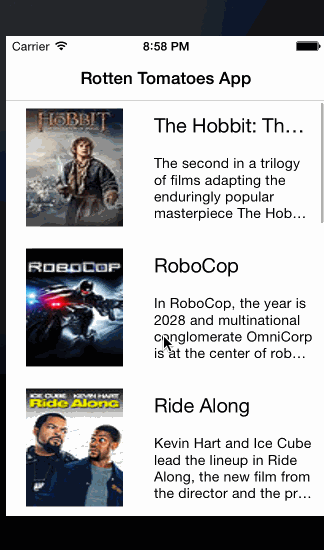 Carrier 8:58 PM
Rotten Tomatoes App
THE HOBBIT
The Hobbit: Th...
The second in a trilogy
of films adapting the
enduringly popular
masterpiece The Hob...
ROBOCOP
RoboCop
In RoboCop, the year is
2028 and multinational
conglomerate OmniCorp
is at the center of rob...
ICE CUBE KEVIN HART
Ride Along
Ride Along
Kevin Hart and Ice Cube
lead the lineup in Ride
Along, the new film from
the director and the pr...